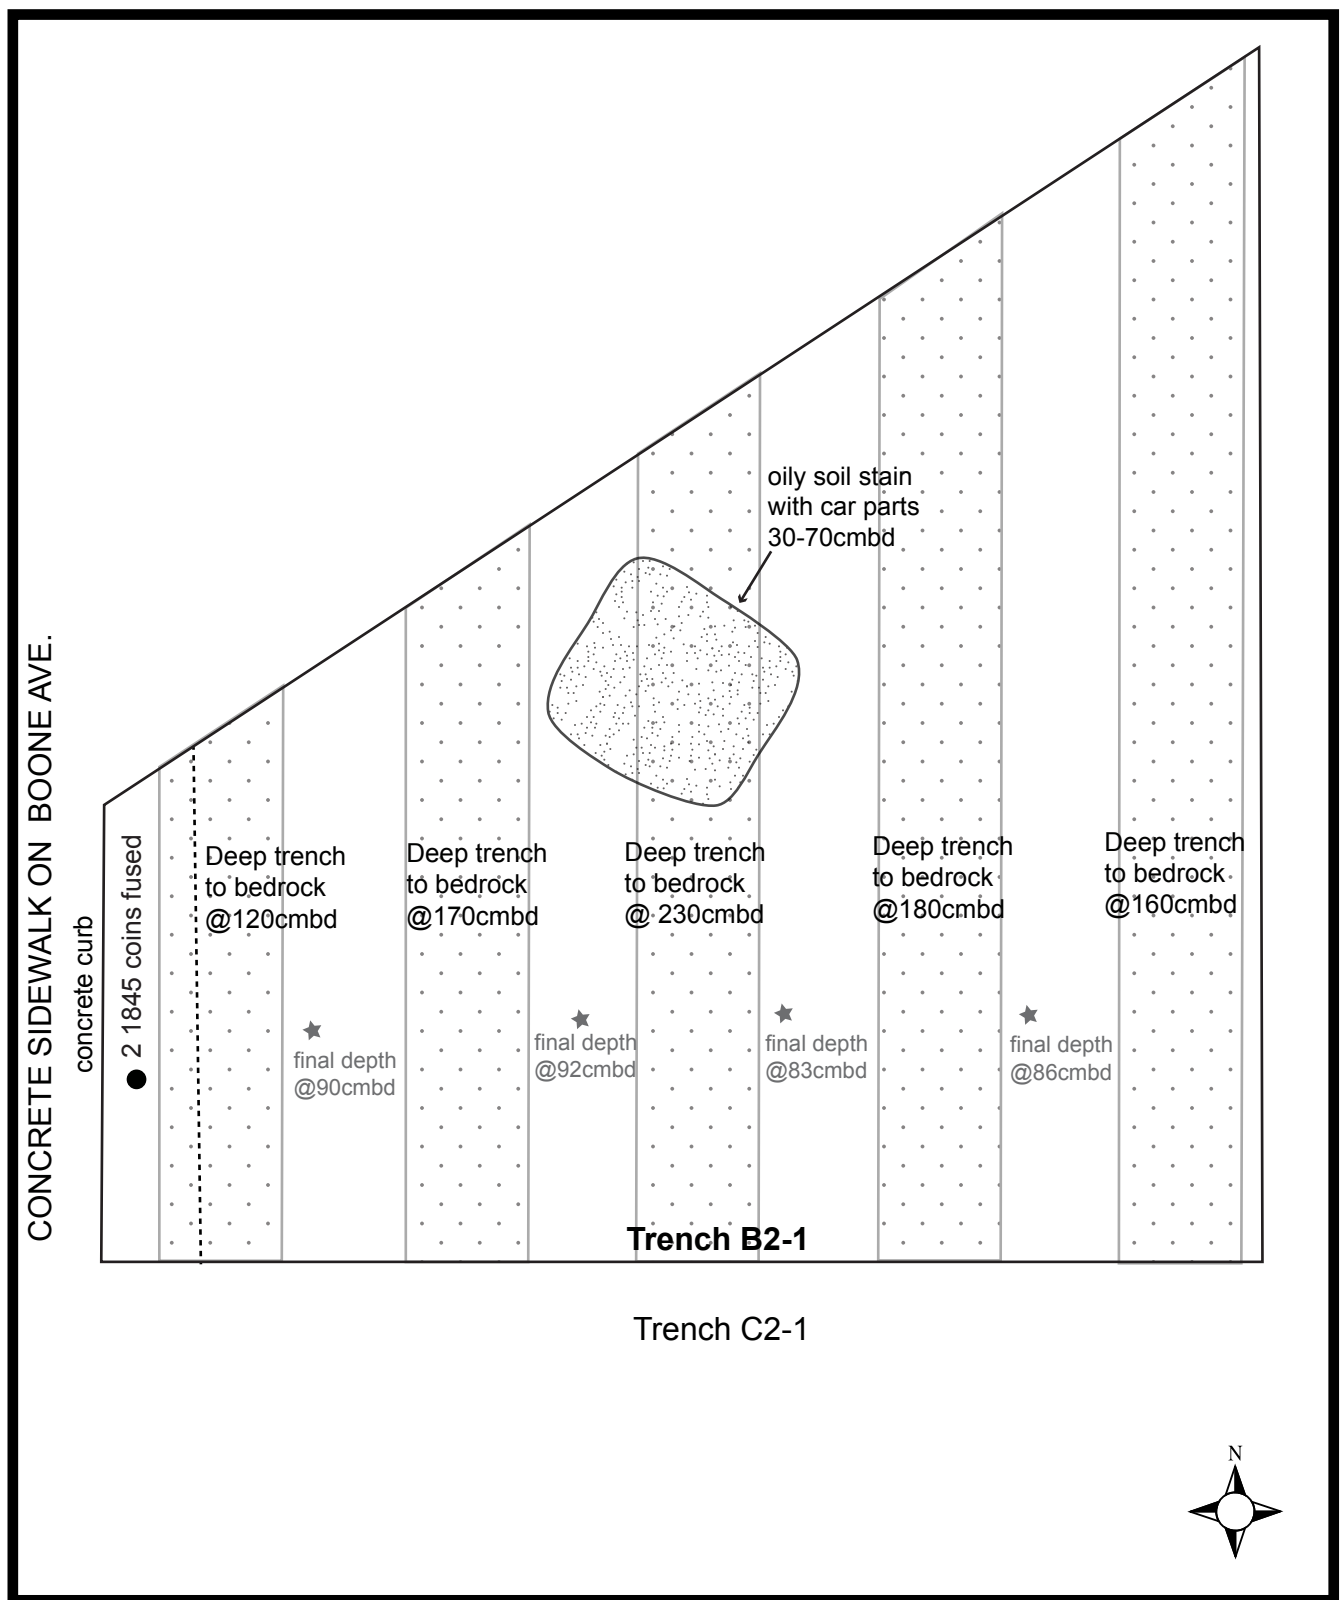 oily soil stain
with car parts
30-70cmbd
CONCRETE SIDEWALK ON BOONE AVE.
concrete curb
2 1845 coins fused
Deep trench
to bedrock
@120cmbd
Deep trench
to bedrock
@170cmbd
Deep trench
to bedrock
@ 230cmbd
Deep trench
to bedrock
@180cmbd
Deep trench
to bedrock
@160cmbd
final depth
@90cmbd
final depth
@92cmbd
final depth
@83cmbd
final depth
@86cmbd
Trench B2-1
Trench C2-1
N